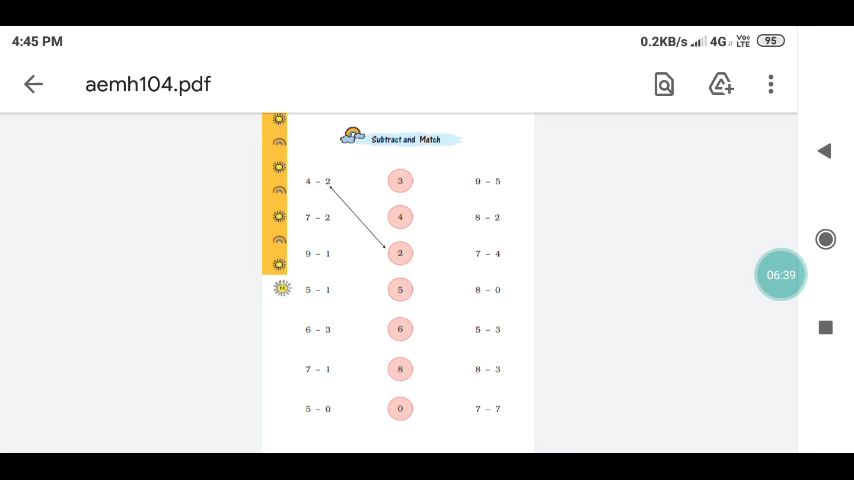 4:45 PM 0.2KB/s 4G Vo LTE 95
aemh104.pdf
Subtract and Match
4 - 2 3 9 - 5
7 - 2 4 8 - 2
9 - 1 2 7 - 4
06:39
5 - 1 5 8 - 0
6 - 3 6 5 - 3
7 - 1 8 8 - 3
5 - 0 0 7 - 7